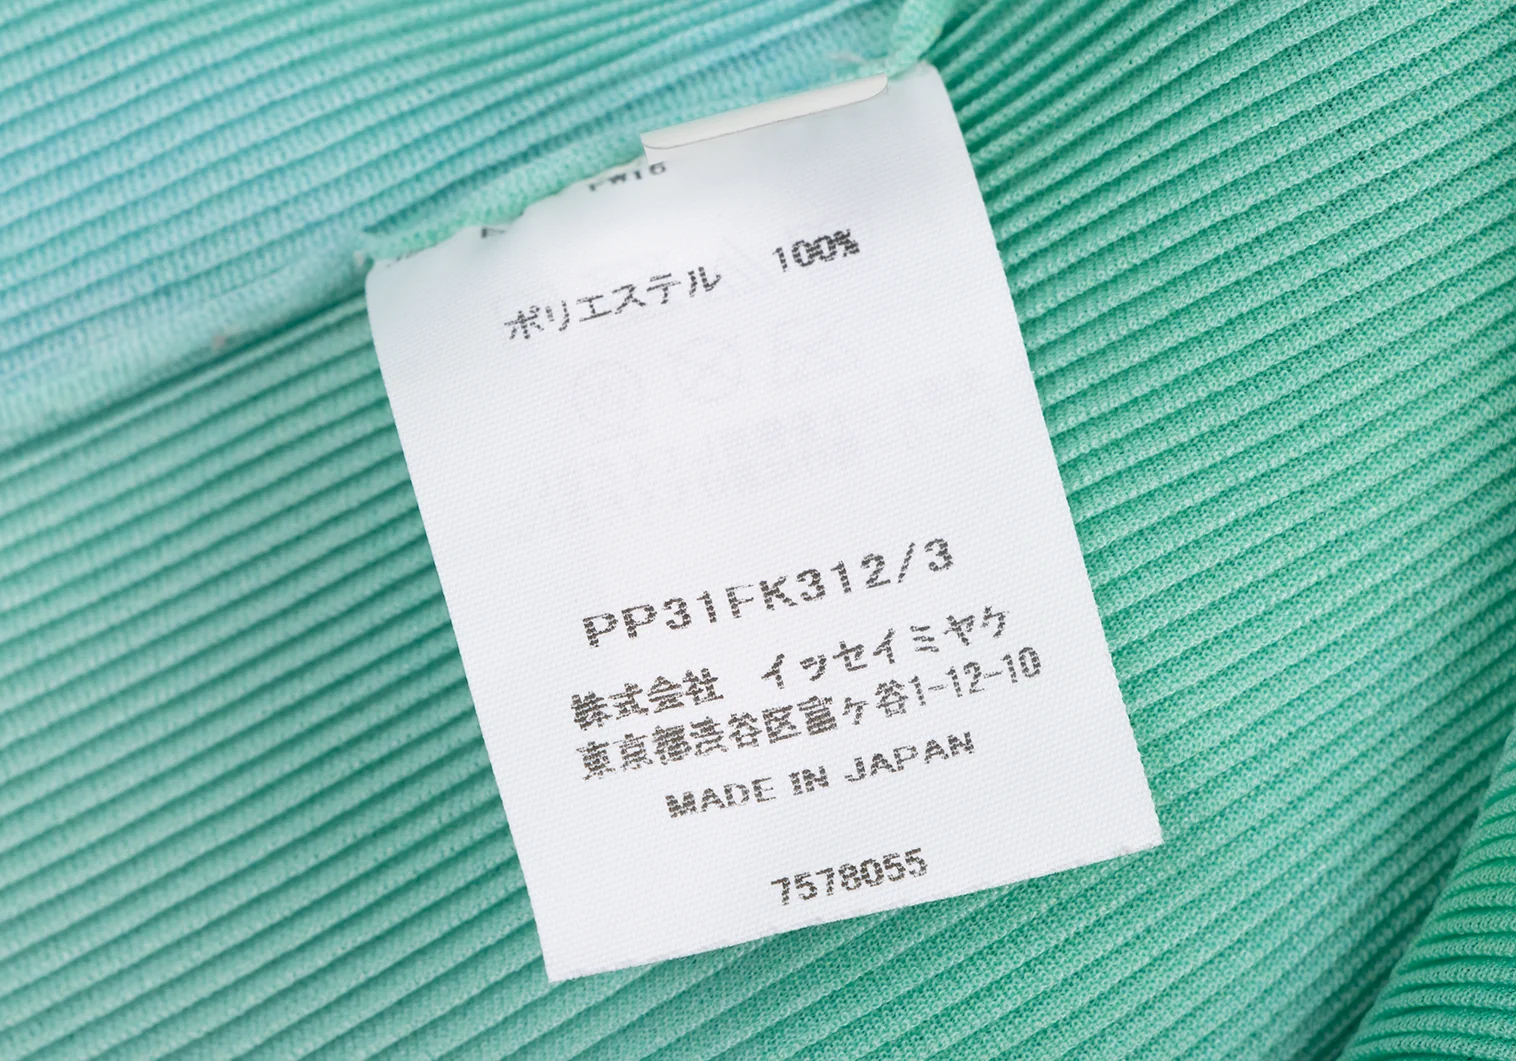 ポリエステル 100%
PP31FK312/3
株式会社 イッセイミヤケ
東京都渋谷区富ヶ谷1-12-10
MADE IN JAPAN
7578055